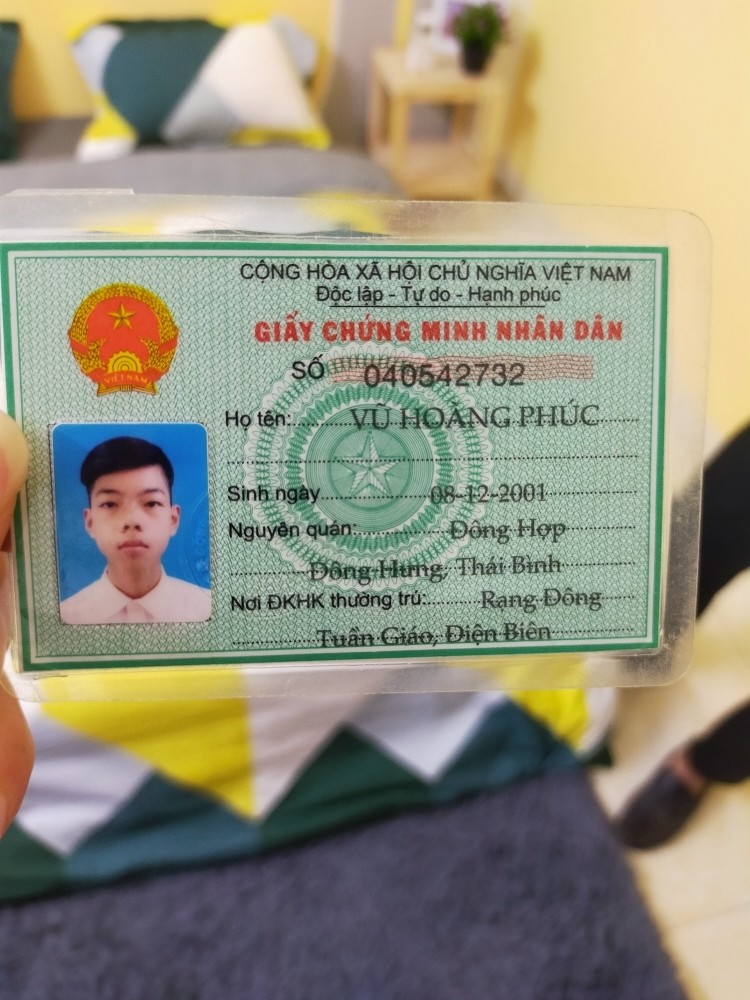 CỘNG HÒA XÃ HỘI CHỦ NGHĨA VIỆT NAM
Độc lập - Tự do - Hạnh phúc
GIẤY CHỨNG MINH NHÂN DÂN
SỐ 040542732
VIỆT NAM
Họ tên: VŨ HOÀNG PHÚC
Sinh ngày 08-12-2001
Nguyên quán: Đông Hợp
Đông Hưng, Thái Bình
Nơi ĐKHK thường trú: Rạng Đông
Tuần Giáo, Điện Biên